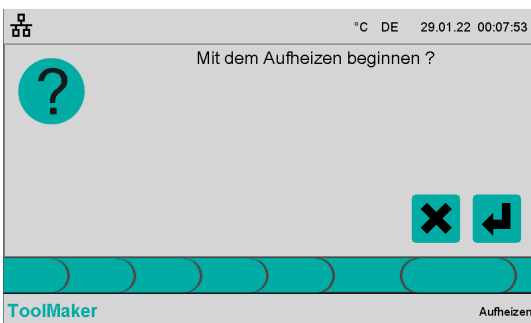 °C DE 29.01.22 00:07:53
Mit dem Aufheizen beginnen ?
?
ToolMaker Aufheizen